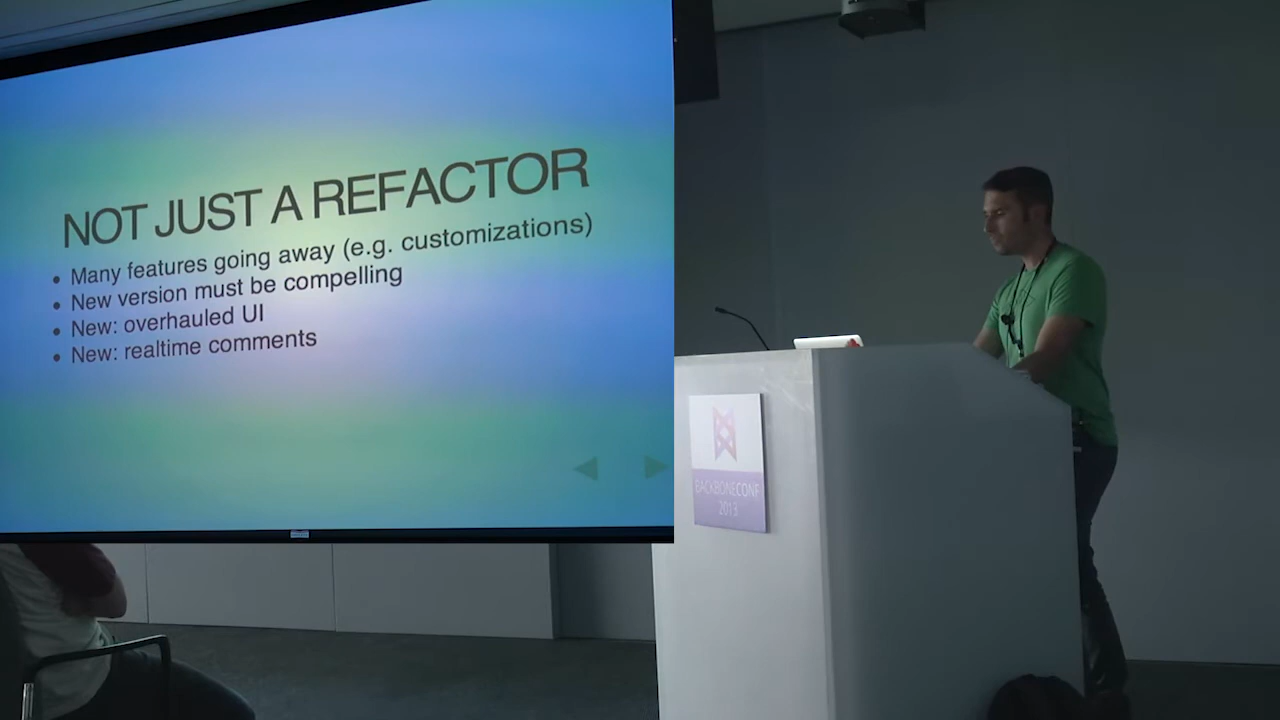 NOT JUST A REFACTOR
• Many features going away (e.g. customizations)
• New version must be compelling
• New: overhauled UI
• New: realtime comments
BACKBONECONF
2013